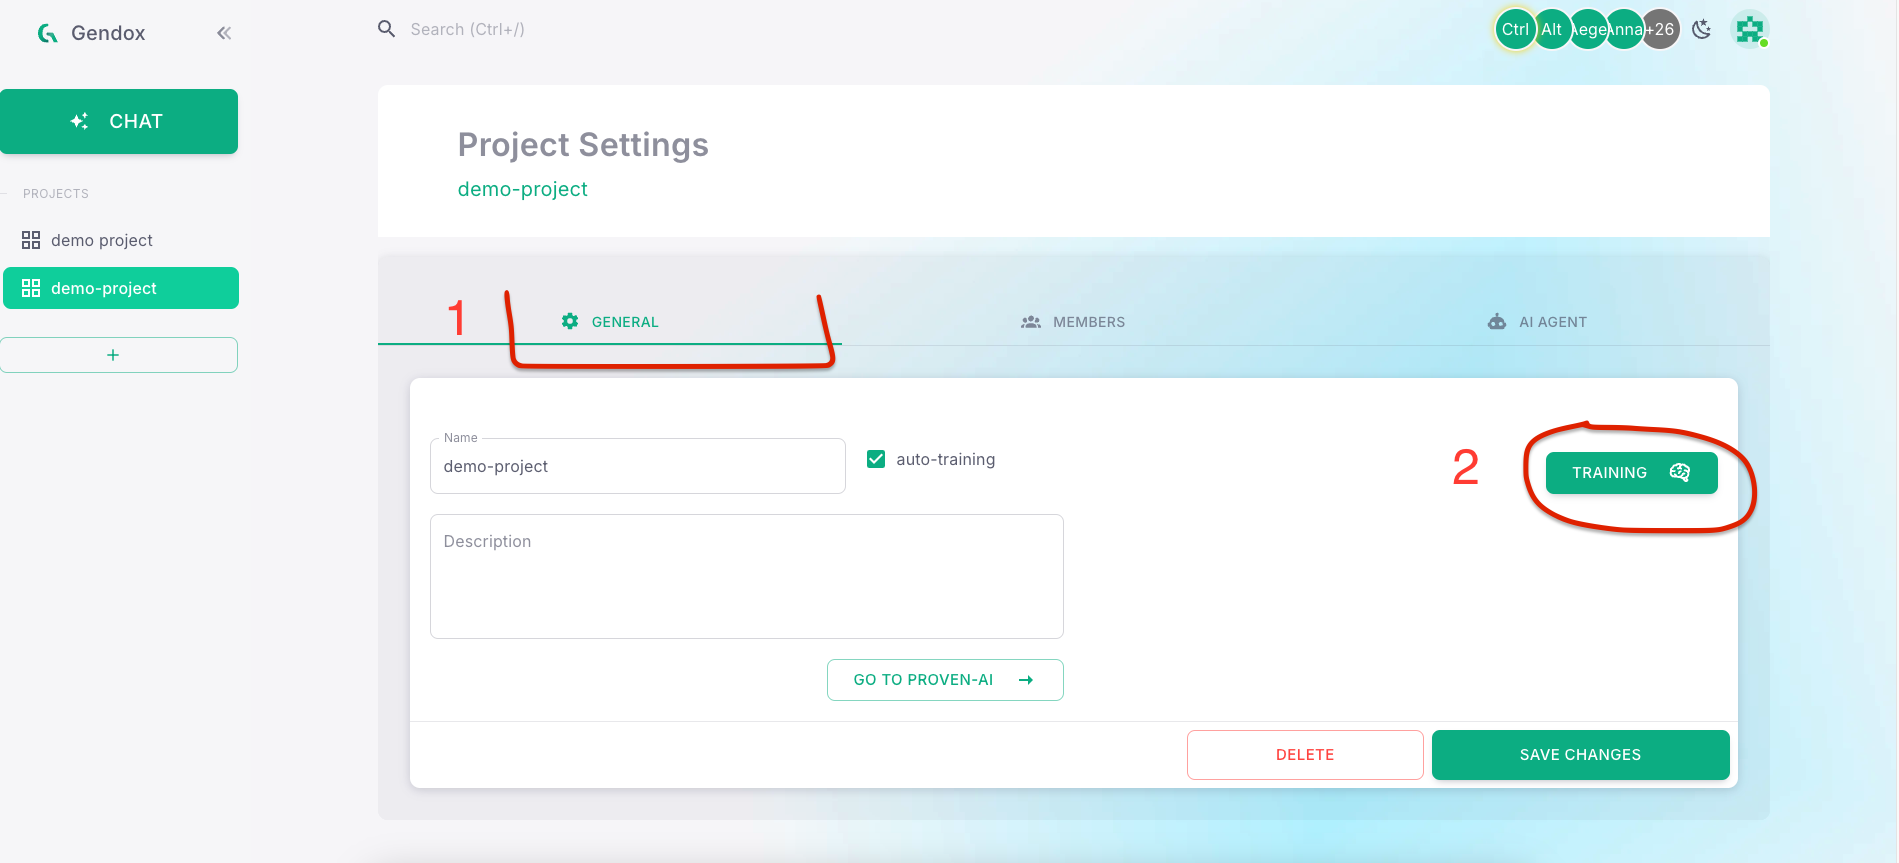 Gendox
Search (Ctrl+/)
Ctrl
Alt
Aege
Anna
+26
CHAT
PROJECTS
demo project
demo-project
+
Project Settings
demo-project
1
GENERAL
MEMBERS
AI AGENT
Name
demo-project
auto-training
2
TRAINING
Description
GO TO PROVEN-AI
DELETE
SAVE CHANGES